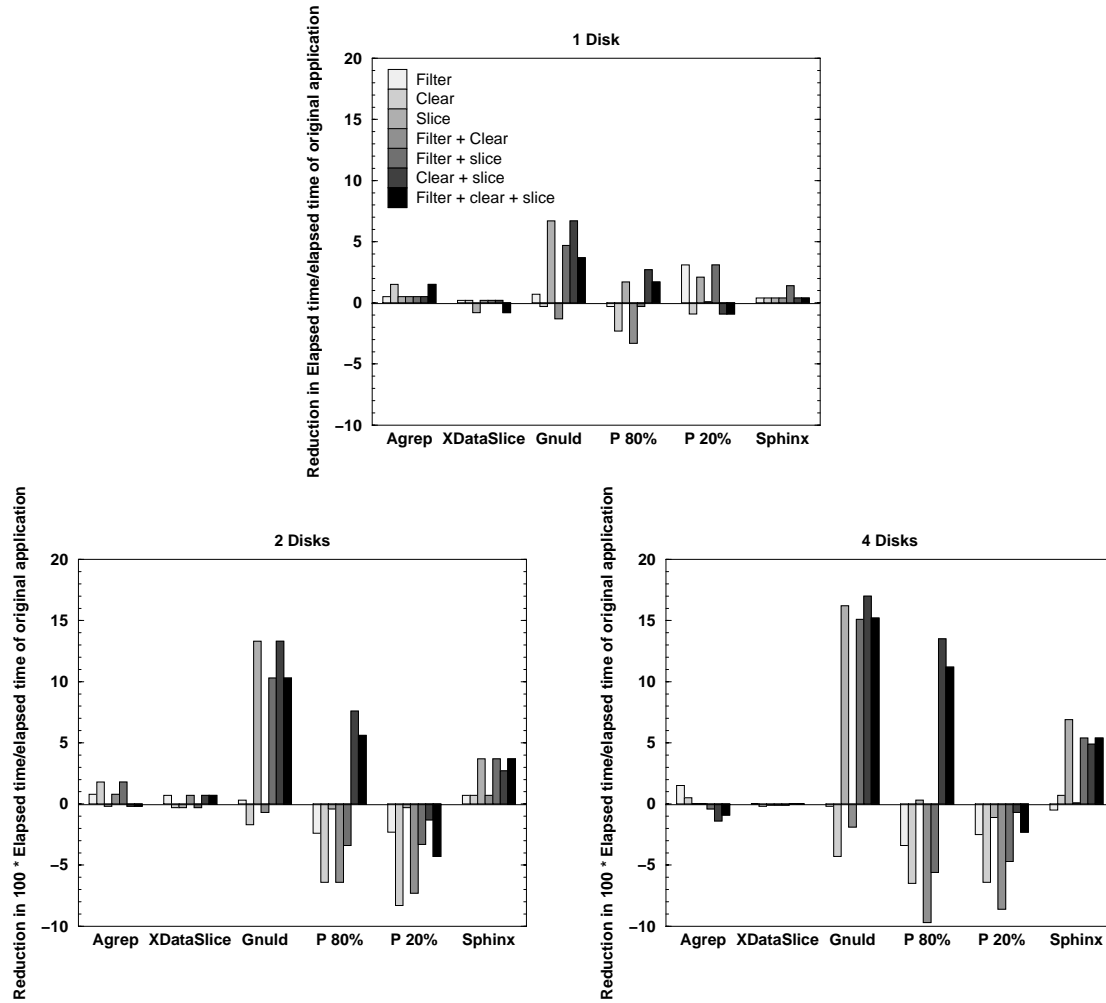 1 Disk
Reduction in Elapsed time/elapsed time of original application
20
15
10
5
0
−5
−10
Filter
Clear
Slice
Filter + Clear
Filter + slice
Clear + slice
Filter + clear + slice
Agrep XDataSlice Gnuld P 80% P 20% Sphinx
2 Disks
Reduction in 100 * Elapsed time/elapsed time of original application
20
15
10
5
0
−5
−10
Agrep XDataSlice Gnuld P 80% P 20% Sphinx
4 Disks
Reduction in 100 * Elapsed time/elapsed time of original application
20
15
10
5
0
−5
−10
Agrep XDataSlice Gnuld P 80% P 20% Sphinx